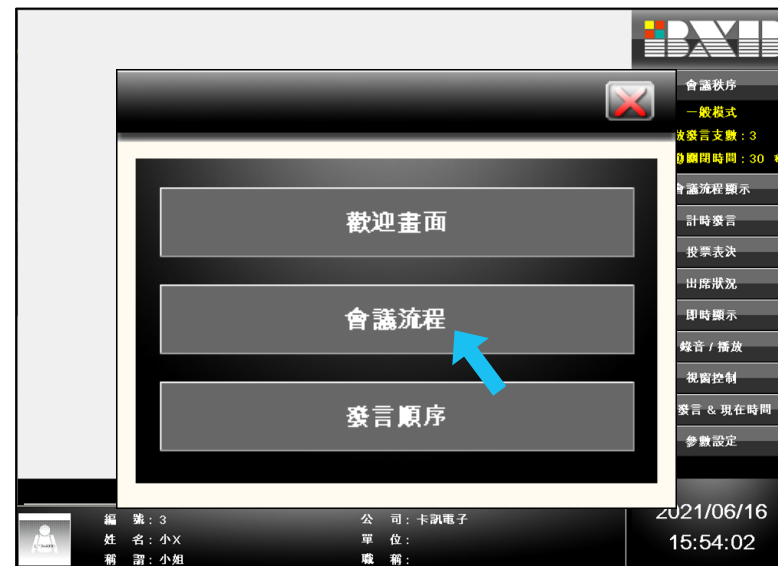 BXB
會議秩序
一般模式
放發言支數：3
動關閉時間：30
會議流程顯示
計時發言
投票表決
出席狀況
即時顯示
錄音 / 播放
視窗控制
發言 & 現在時間
參數設定
歡迎畫面
會議流程
發言順序
編 號：3
公 司：卡訊電子
姓 名：小X
單 位：
稱 謂：小姐
職 稱：
2021/06/16
15:54:02